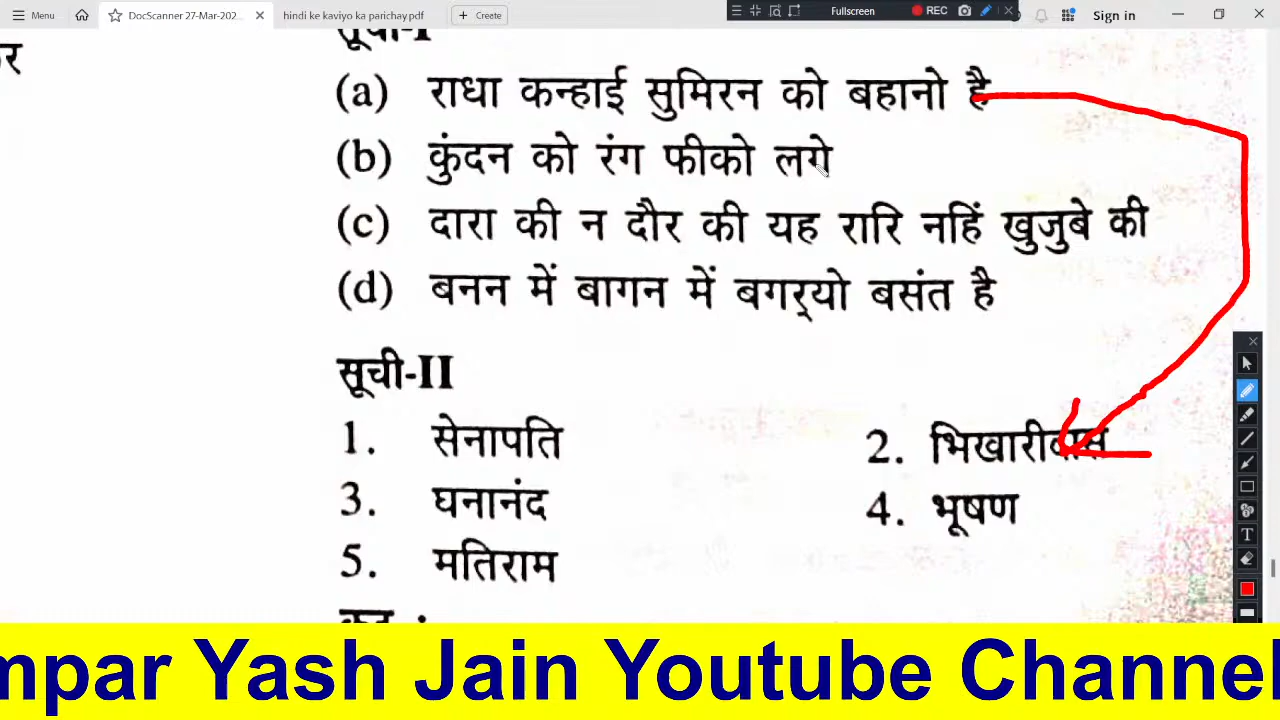 Menu DocScanner 27-Mar-202... hindi ke kaviyo ka parichay.pdf + Create Fullscreen REC Sign in
सूची-I
र
(a) राधा कन्हाई सुमिरन को बहानो है
(b) कुंदन को रंग फीको लगे
(c) दारा की न दौर की यह रारि नहिं खुजुबे की
(d) बनन में बागन में बगर्‌यो बसंत है
सूची-II
1. सेनापति 2. भिखारीदास
3. घनानंद 4. भूषण
5. मतिराम
mpar Yash Jain Youtube Channel